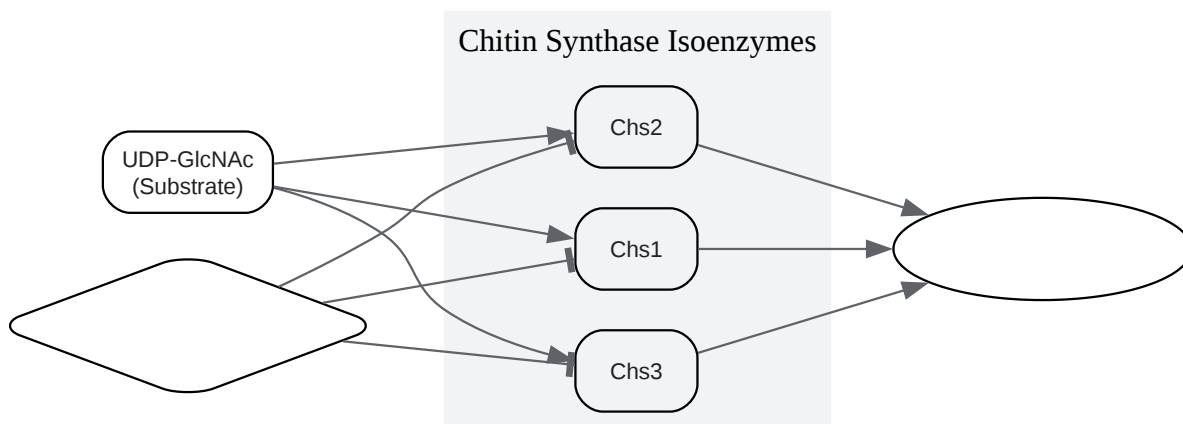 Chitin Synthase Isoenzymes
Chs2
UDP-GlcNAc
(Substrate)
Chs1
Chs3